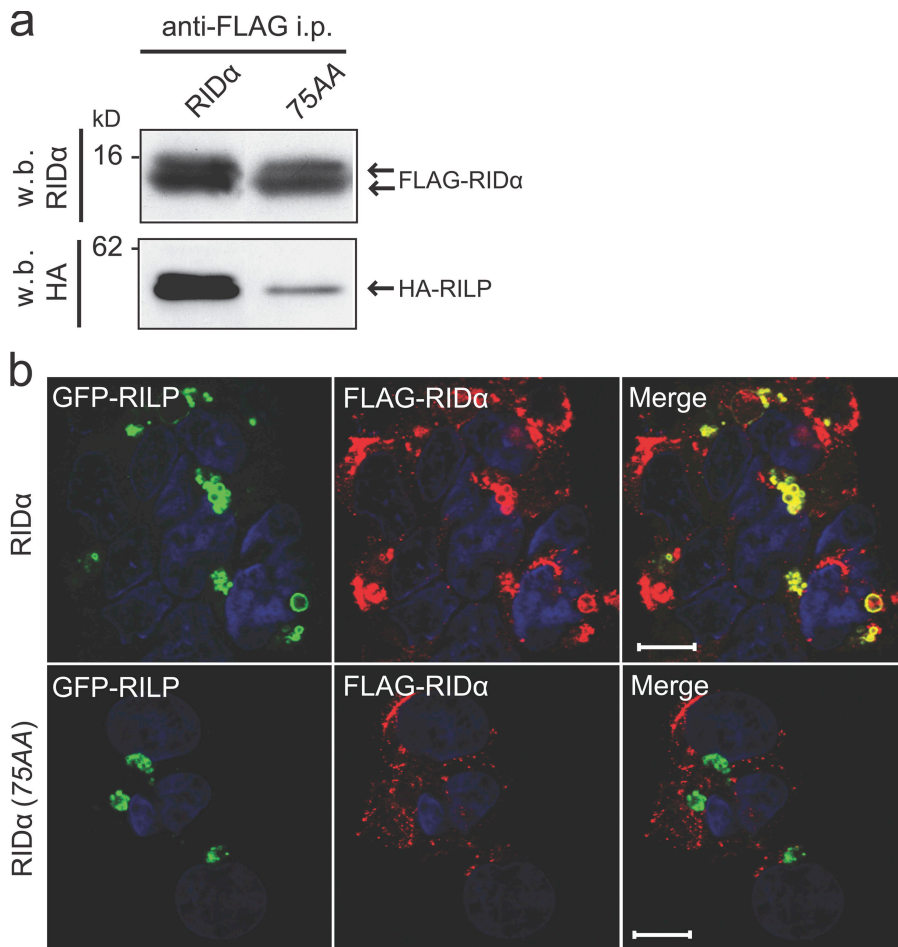 a
anti-FLAG i.p.
RIDα
75AA
kD
w.b.
RIDα
16
FLAG-RIDα
w.b.
HA
62
HA-RILP
b
RIDα
GFP-RILP
FLAG-RIDα
Merge
RIDα (75AA)
GFP-RILP
FLAG-RIDα
Merge